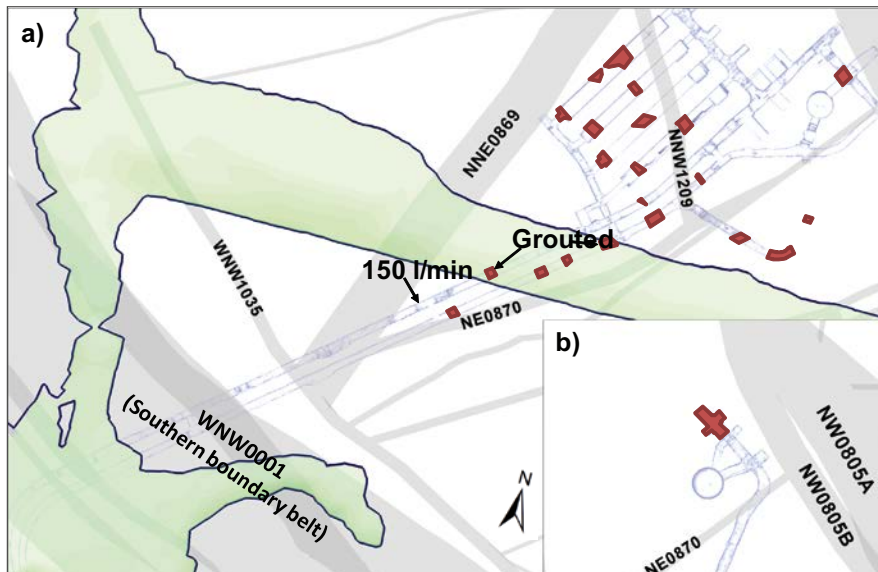 a)
NNE0869
NNW1209
Grouted
150 l/min
WNW1035
NE0870
WNW0001
(Southern boundary belt)
N
b)
NW0805A
NW0805B
NE0870